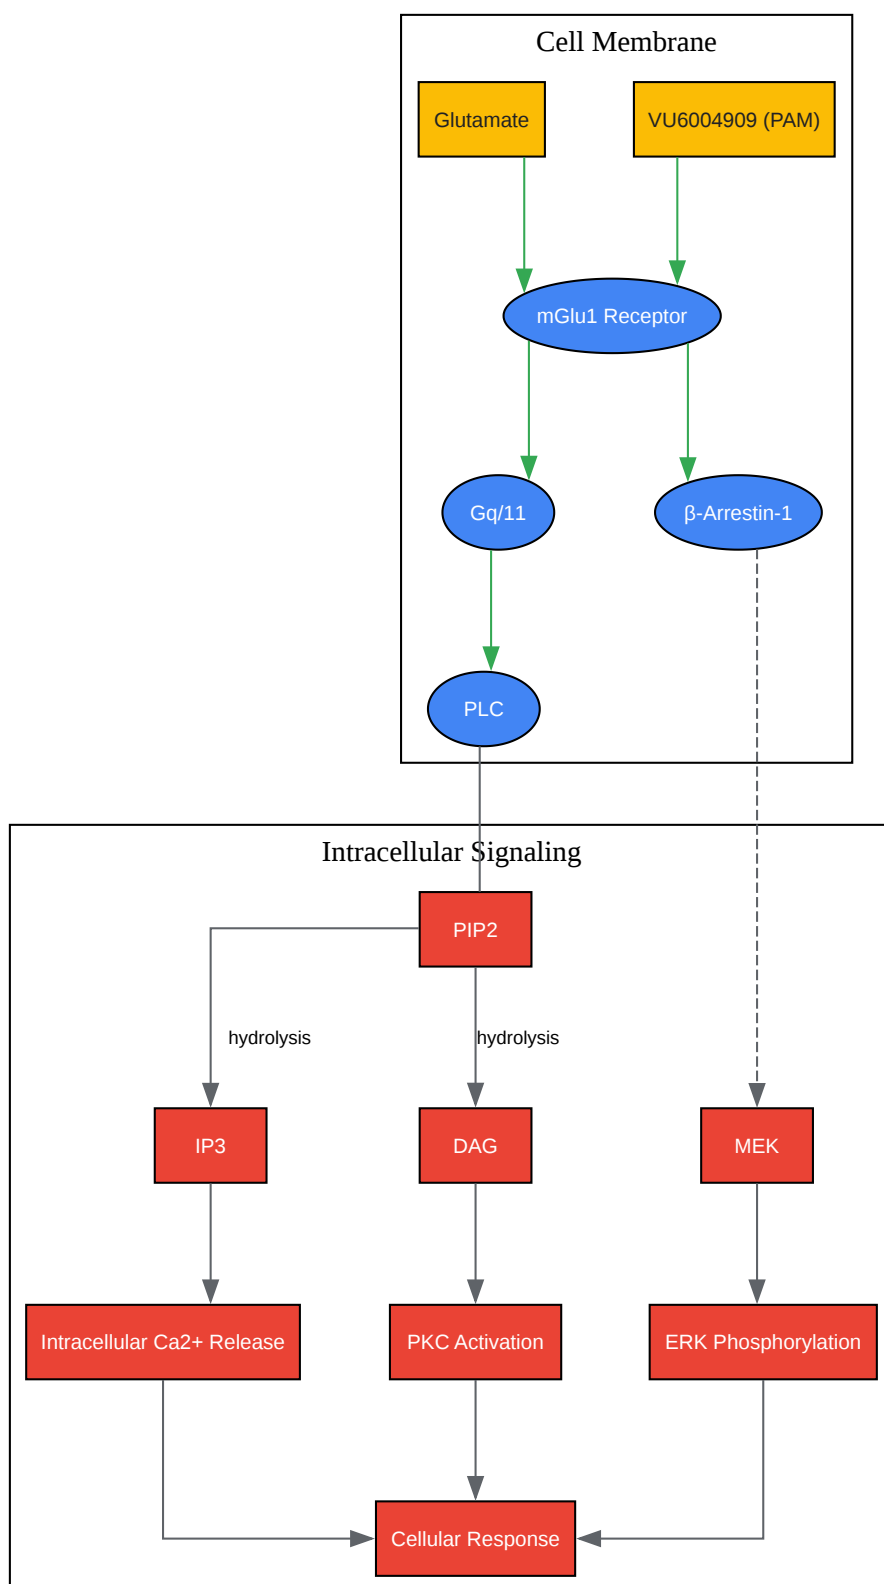 Cell Membrane
Glutamate
VU6004909 (PAM)
mGlu1 Receptor
Gq/11
β-Arrestin-1
PLC
Intracellular Signaling
PIP2
hydrolysis
hydrolysis
IP3
DAG
MEK
Intracellular Ca2+ Release
PKC Activation
ERK Phosphorylation
Cellular Response